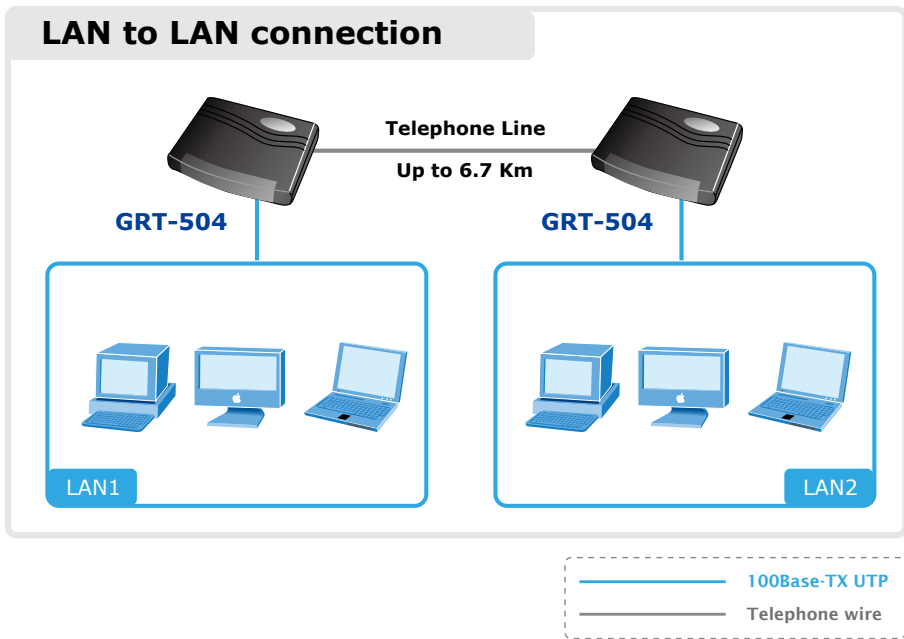 LAN to LAN connection
Telephone Line
Up to 6.7 Km
GRT-504
GRT-504
LAN1
LAN2
100Base-TX UTP
Telephone wire